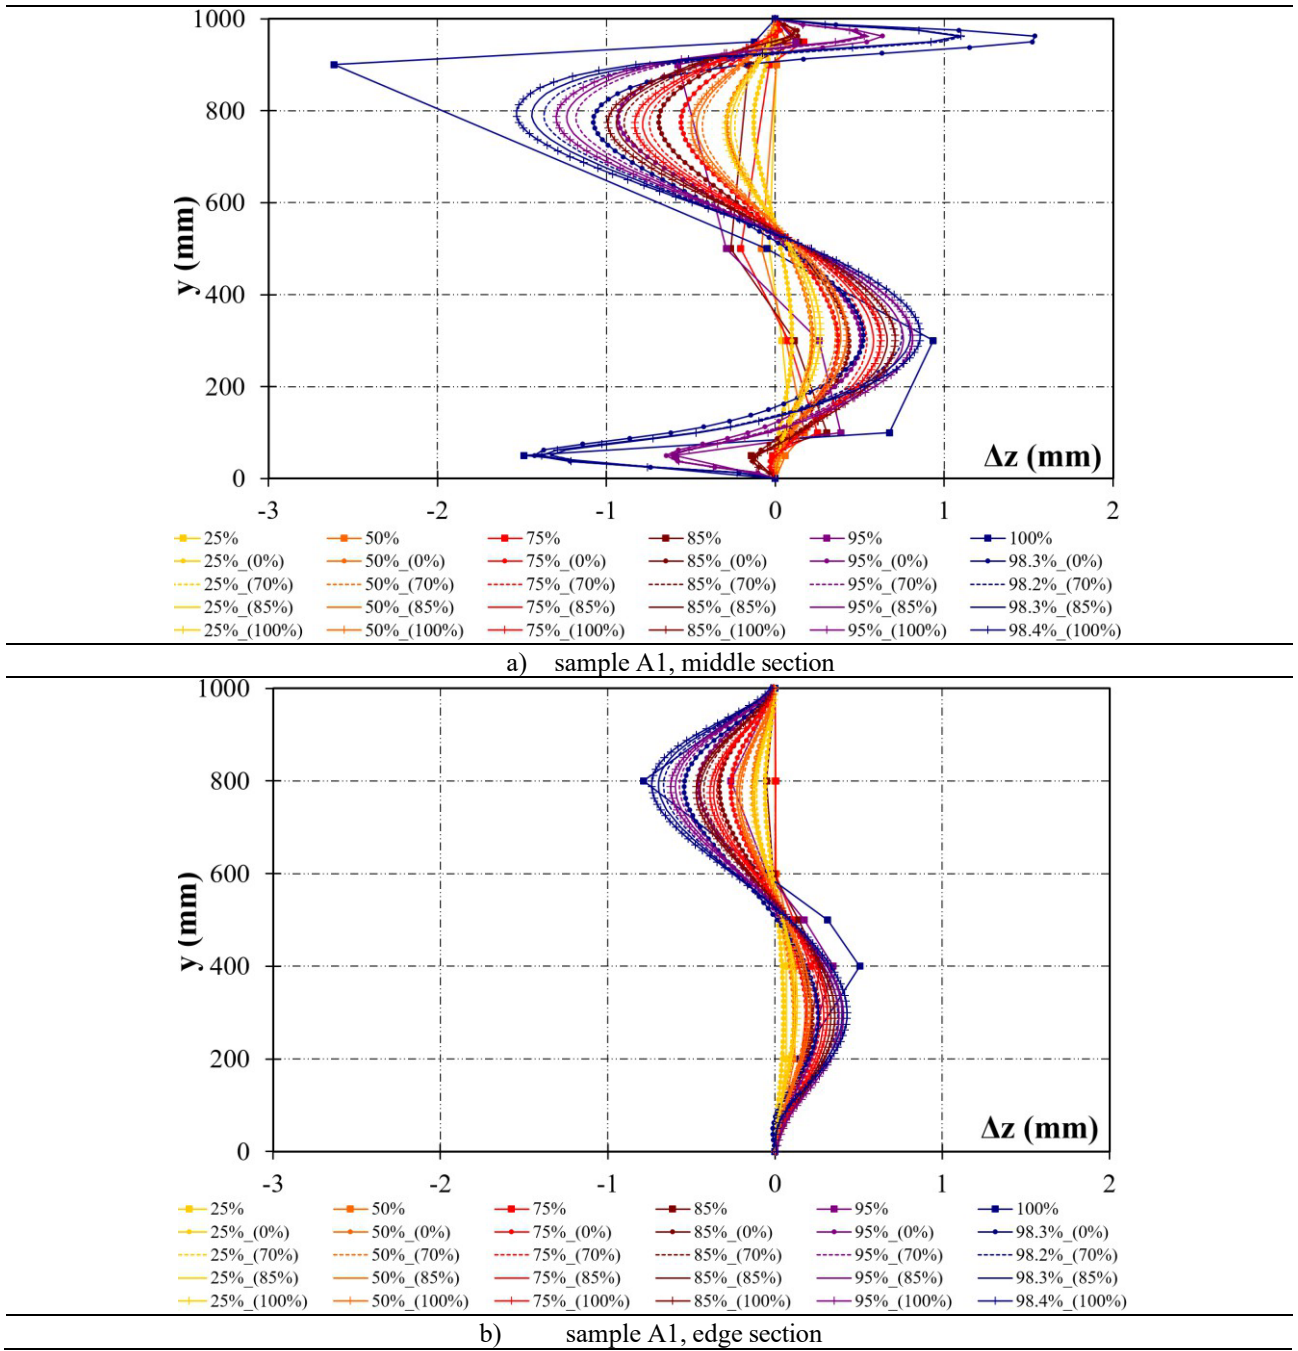 1000
800
600
400
200
0
y (mm)
Δz (mm)
-3 -2 -1 0 1 2
25% 50% 75% 85% 95% 100%
25%_(0%) 50%_(0%) 75%_(0%) 85%_(0%) 95%_(0%) 98.3%_(0%)
25%_(70%) 50%_(70%) 75%_(70%) 85%_(70%) 95%_(70%) 98.2%_(70%)
25%_(85%) 50%_(85%) 75%_(85%) 85%_(85%) 95%_(85%) 98.3%_(85%)
25%_(100%) 50%_(100%) 75%_(100%) 85%_(100%) 95%_(100%) 98.4%_(100%)
a) sample A1, middle section
1000
800
600
400
200
0
y (mm)
Δz (mm)
-3 -2 -1 0 1 2
25% 50% 75% 85% 95% 100%
25%_(0%) 50%_(0%) 75%_(0%) 85%_(0%) 95%_(0%) 98.3%_(0%)
25%_(70%) 50%_(70%) 75%_(70%) 85%_(70%) 95%_(70%) 98.2%_(70%)
25%_(85%) 50%_(85%) 75%_(85%) 85%_(85%) 95%_(85%) 98.3%_(85%)
25%_(100%) 50%_(100%) 75%_(100%) 85%_(100%) 95%_(100%) 98.4%_(100%)
b) sample A1, edge section